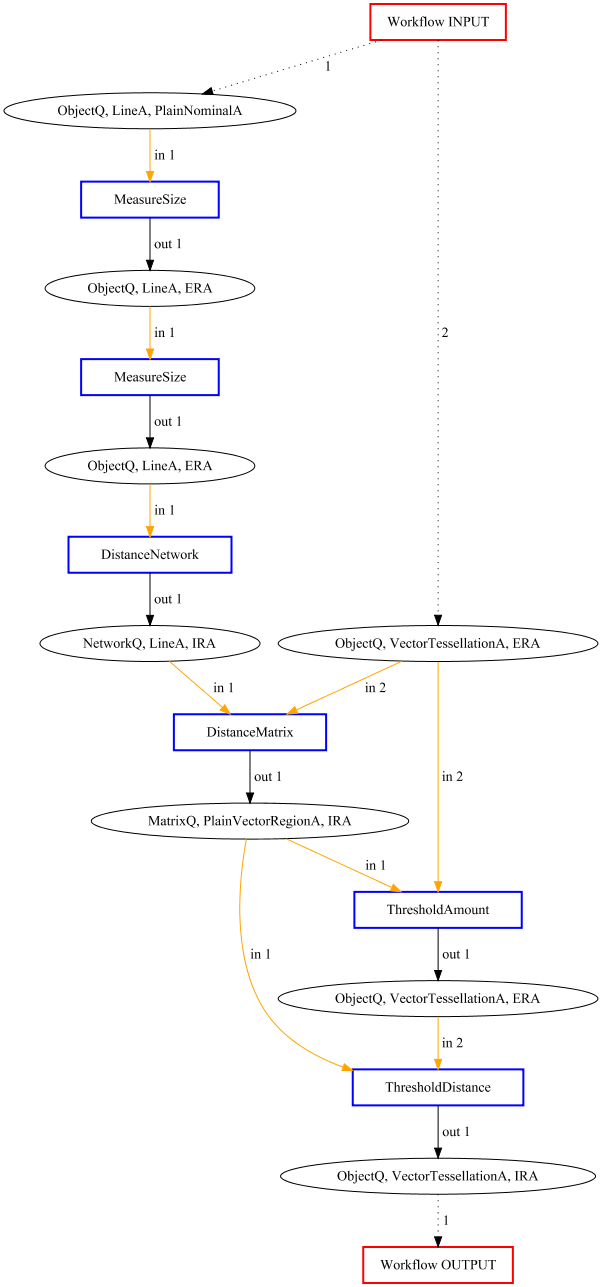 Workflow INPUT
1
ObjectQ, LineA, PlainNominalA
in 1
MeasureSize
out 1
ObjectQ, LineA, ERA
in 1
2
MeasureSize
out 1
ObjectQ, LineA, ERA
in 1
DistanceNetwork
out 1
NetworkQ, LineA, IRA
ObjectQ, VectorTessellationA, ERA
in 1
in 2
DistanceMatrix
out 1
in 2
MatrixQ, PlainVectorRegionA, IRA
in 1
ThresholdAmount
in 1
out 1
ObjectQ, VectorTessellationA, ERA
in 2
ThresholdDistance
out 1
ObjectQ, VectorTessellationA, IRA
1
Workflow OUTPUT